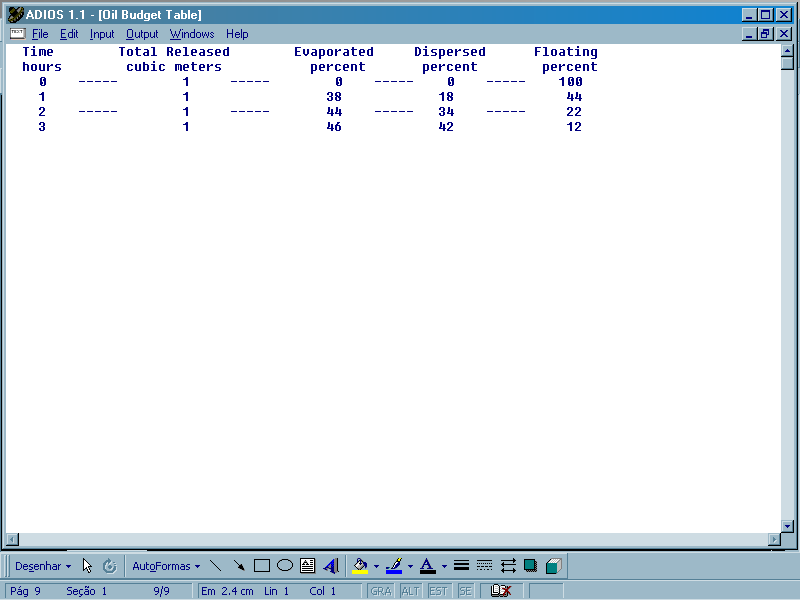 ADIOS 1.1 - [Oil Budget Table]
File Edit Input Output Windows Help
Time Total Released Evaporated Dispersed Floating
hours cubic meters percent percent percent
0 ----- 1 ----- 0 ----- 0 ----- 100
1 1 38 18 44
2 ----- 1 ----- 44 ----- 34 ----- 22
3 1 46 42 12
Desenhar AutoFormas
Pág 9 Seção 1 9/9 Em 2.4 cm Lin 1 Col 1 GRA ALT EST SE